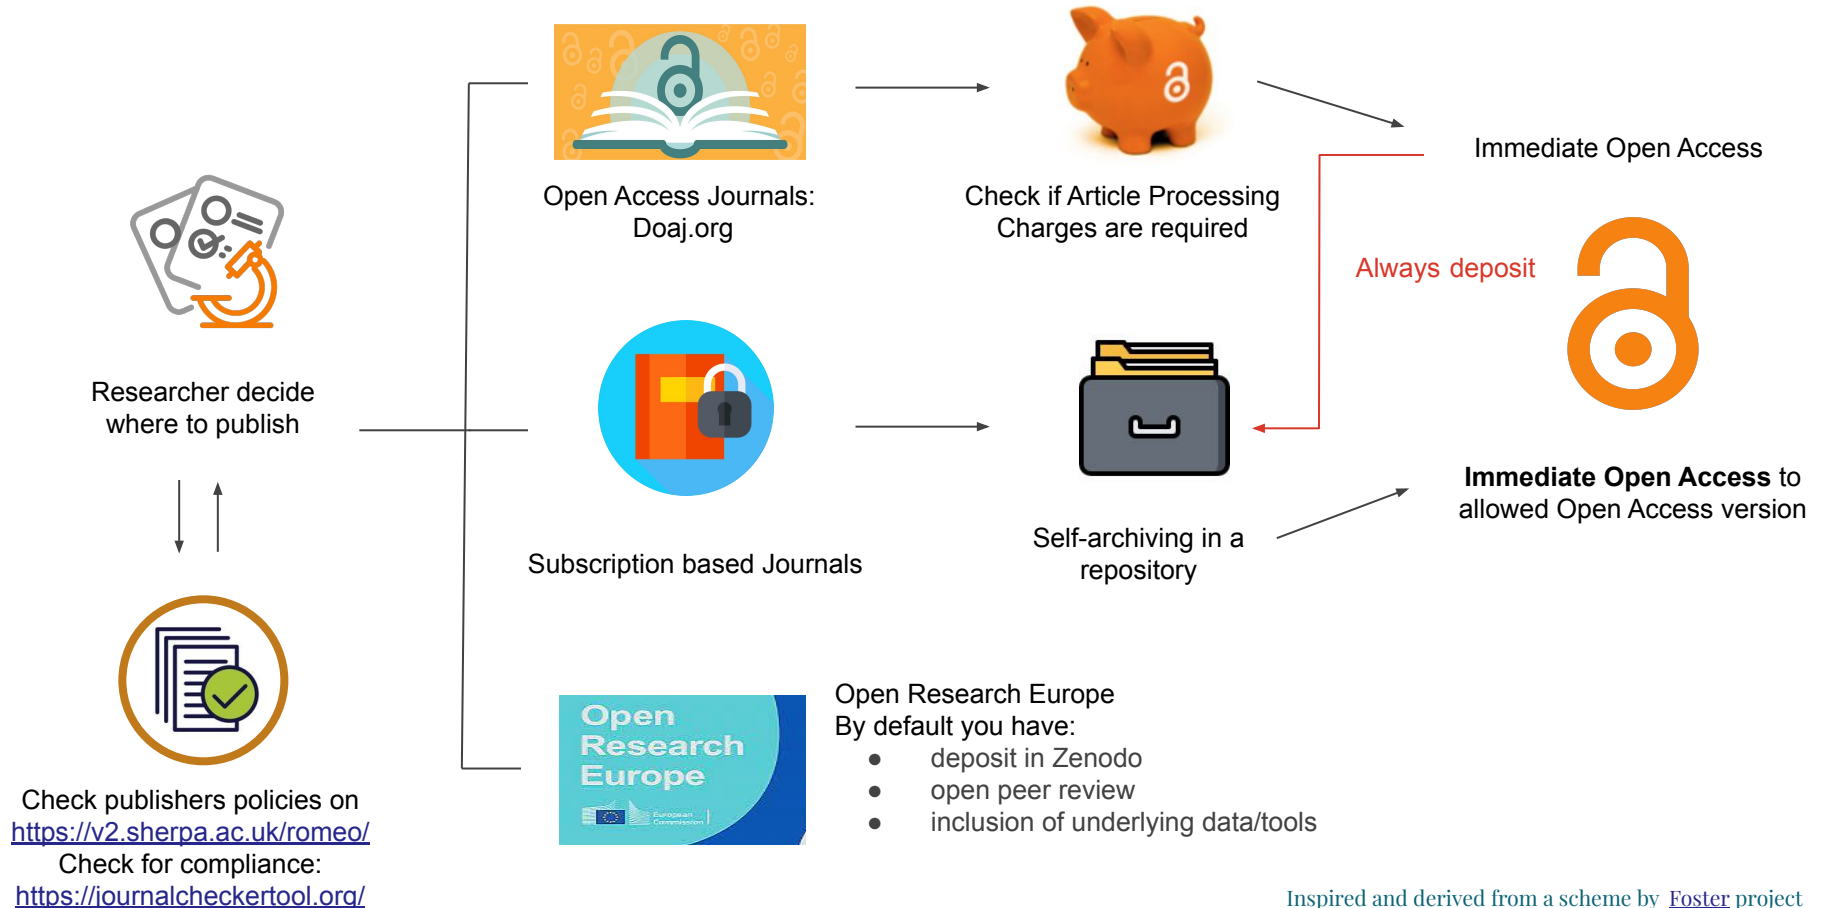 Open Access Journals:
Doaj.org
Check if Article Processing
Charges are required
Immediate Open Access
Always deposit
Researcher decide
where to publish
Subscription based Journals
Self-archiving in a
repository
Immediate Open Access to
allowed Open Access version
Check publishers policies on
https://v2.sherpa.ac.uk/romeo/
Check for compliance:
https://journalcheckertool.org/
Open
Research
Europe
European
Commission
Open Research Europe
By default you have:
● deposit in Zenodo
● open peer review
● inclusion of underlying data/tools
Inspired and derived from a scheme by Foster project